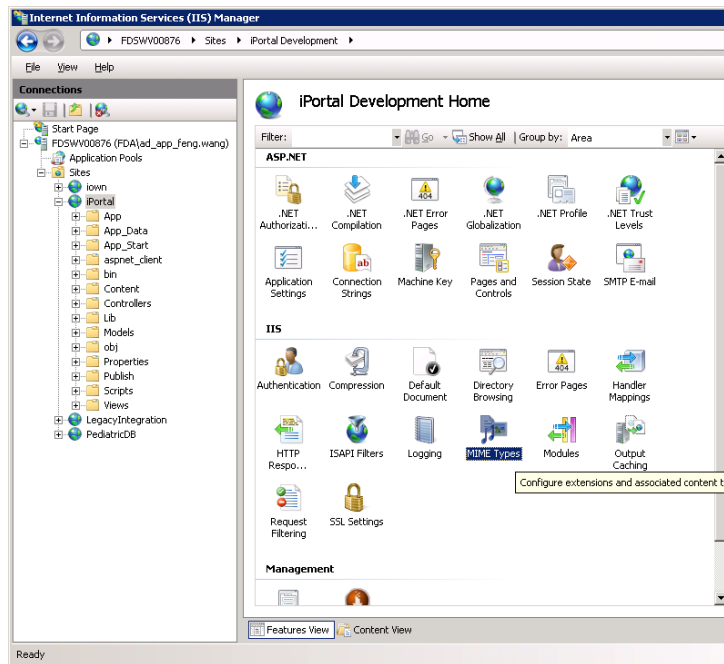 Internet Information Services (IIS) Manager
FDSWV00876 Sites iPortal Development
File View Help
Connections
Start Page
FDSWV00876 (FDA\ad_app_feng.wang)
Application Pools
Sites
iown
iPortal
App
App_Data
App_Start
aspnet_client
bin
Content
Controllers
Lib
Models
obj
Properties
Publish
Scripts
Views
LegacyIntegration
PediatricDB
iPortal Development Home
Filter: Go Show All Group by: Area
ASP.NET
.NET Authorizati...
.NET Compilation
.NET Error Pages
.NET Globalization
.NET Profile
.NET Trust Levels
Application Settings
Connection Strings
Machine Key
Pages and Controls
Session State
SMTP E-mail
IIS
Authentication
Compression
Default Document
Directory Browsing
Error Pages
Handler Mappings
HTTP Respo...
ISAPI Filters
Logging
MIME Types
Modules
Output Caching
Configure extensions and associated content t
Request Filtering
SSL Settings
Management
Features View Content View
Ready